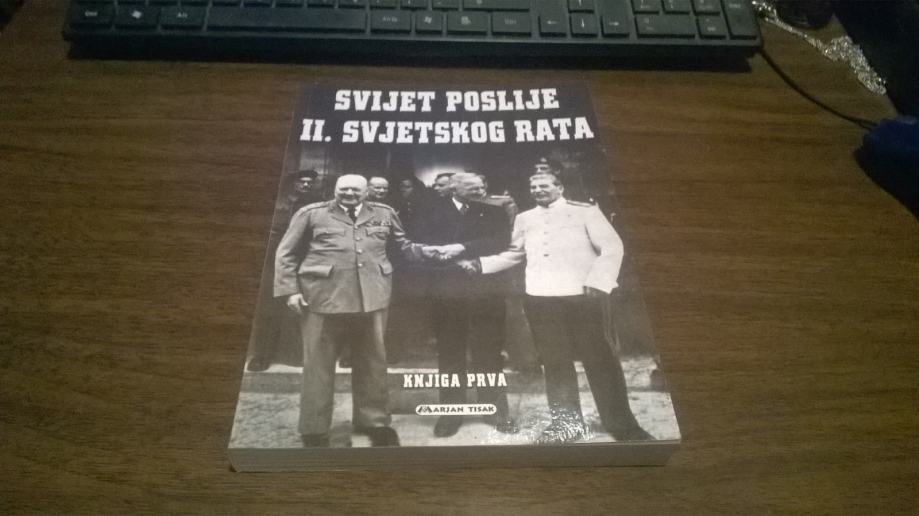 SVIJET POSLIJE
II. SVJETSKOG RATA
KNJIGA PRVA
MARJAN TISAK